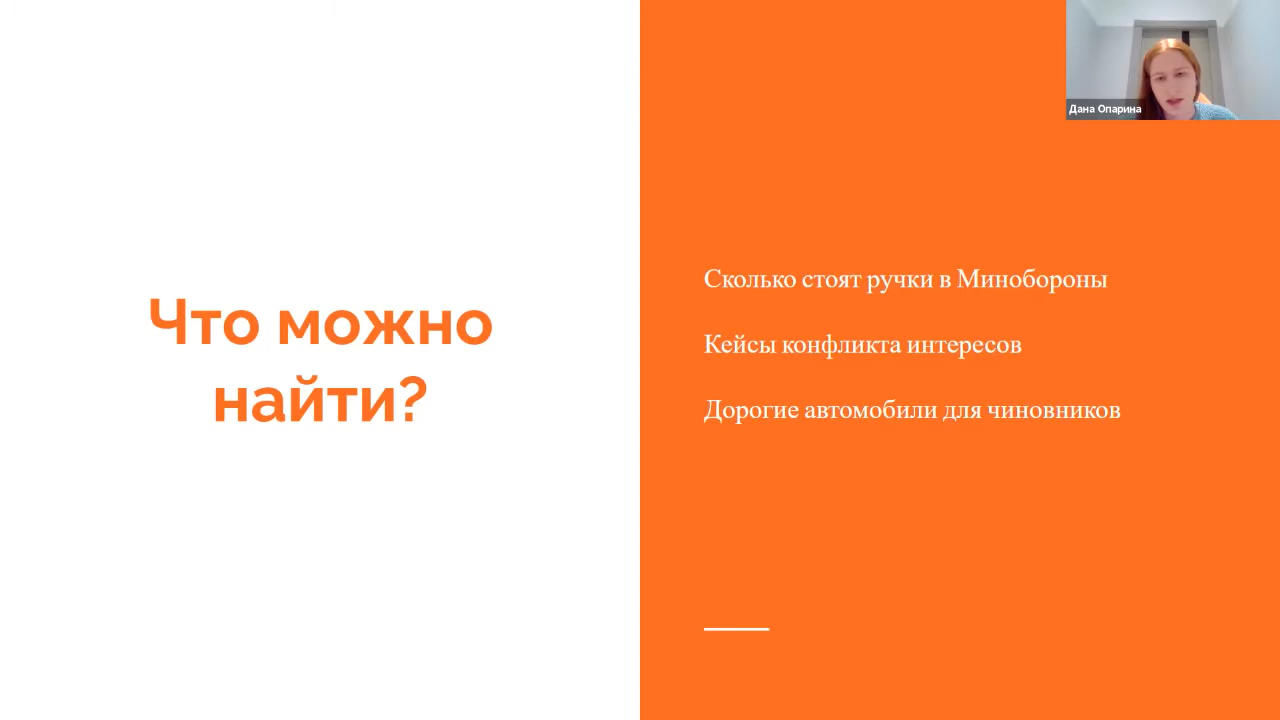 Дана Опарина
Что можно
найти?
Сколько стоят ручки в Минобороны
Кейсы конфликта интересов
Дорогие автомобили для чиновников